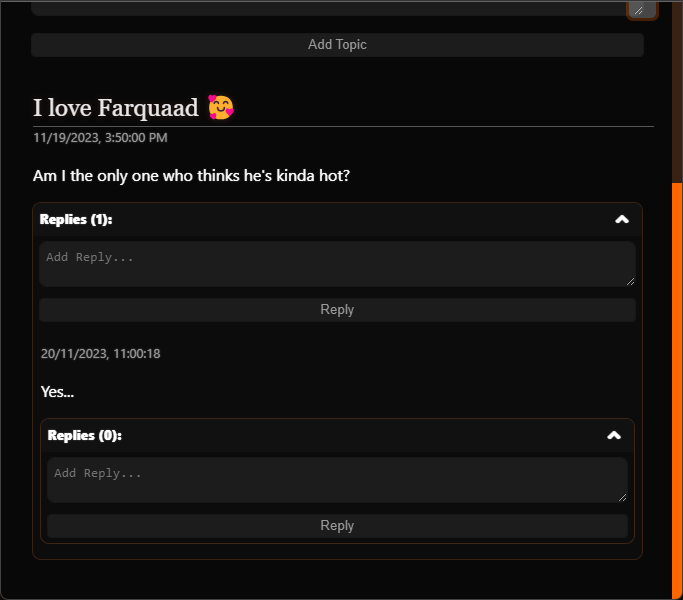 Add Topic
I love Farquaad 🥰
11/19/2023, 3:50:00 PM
Am I the only one who thinks he's kinda hot?
Replies (1):
Add Reply...
Reply
20/11/2023, 11:00:18
Yes...
Replies (0):
Add Reply...
Reply